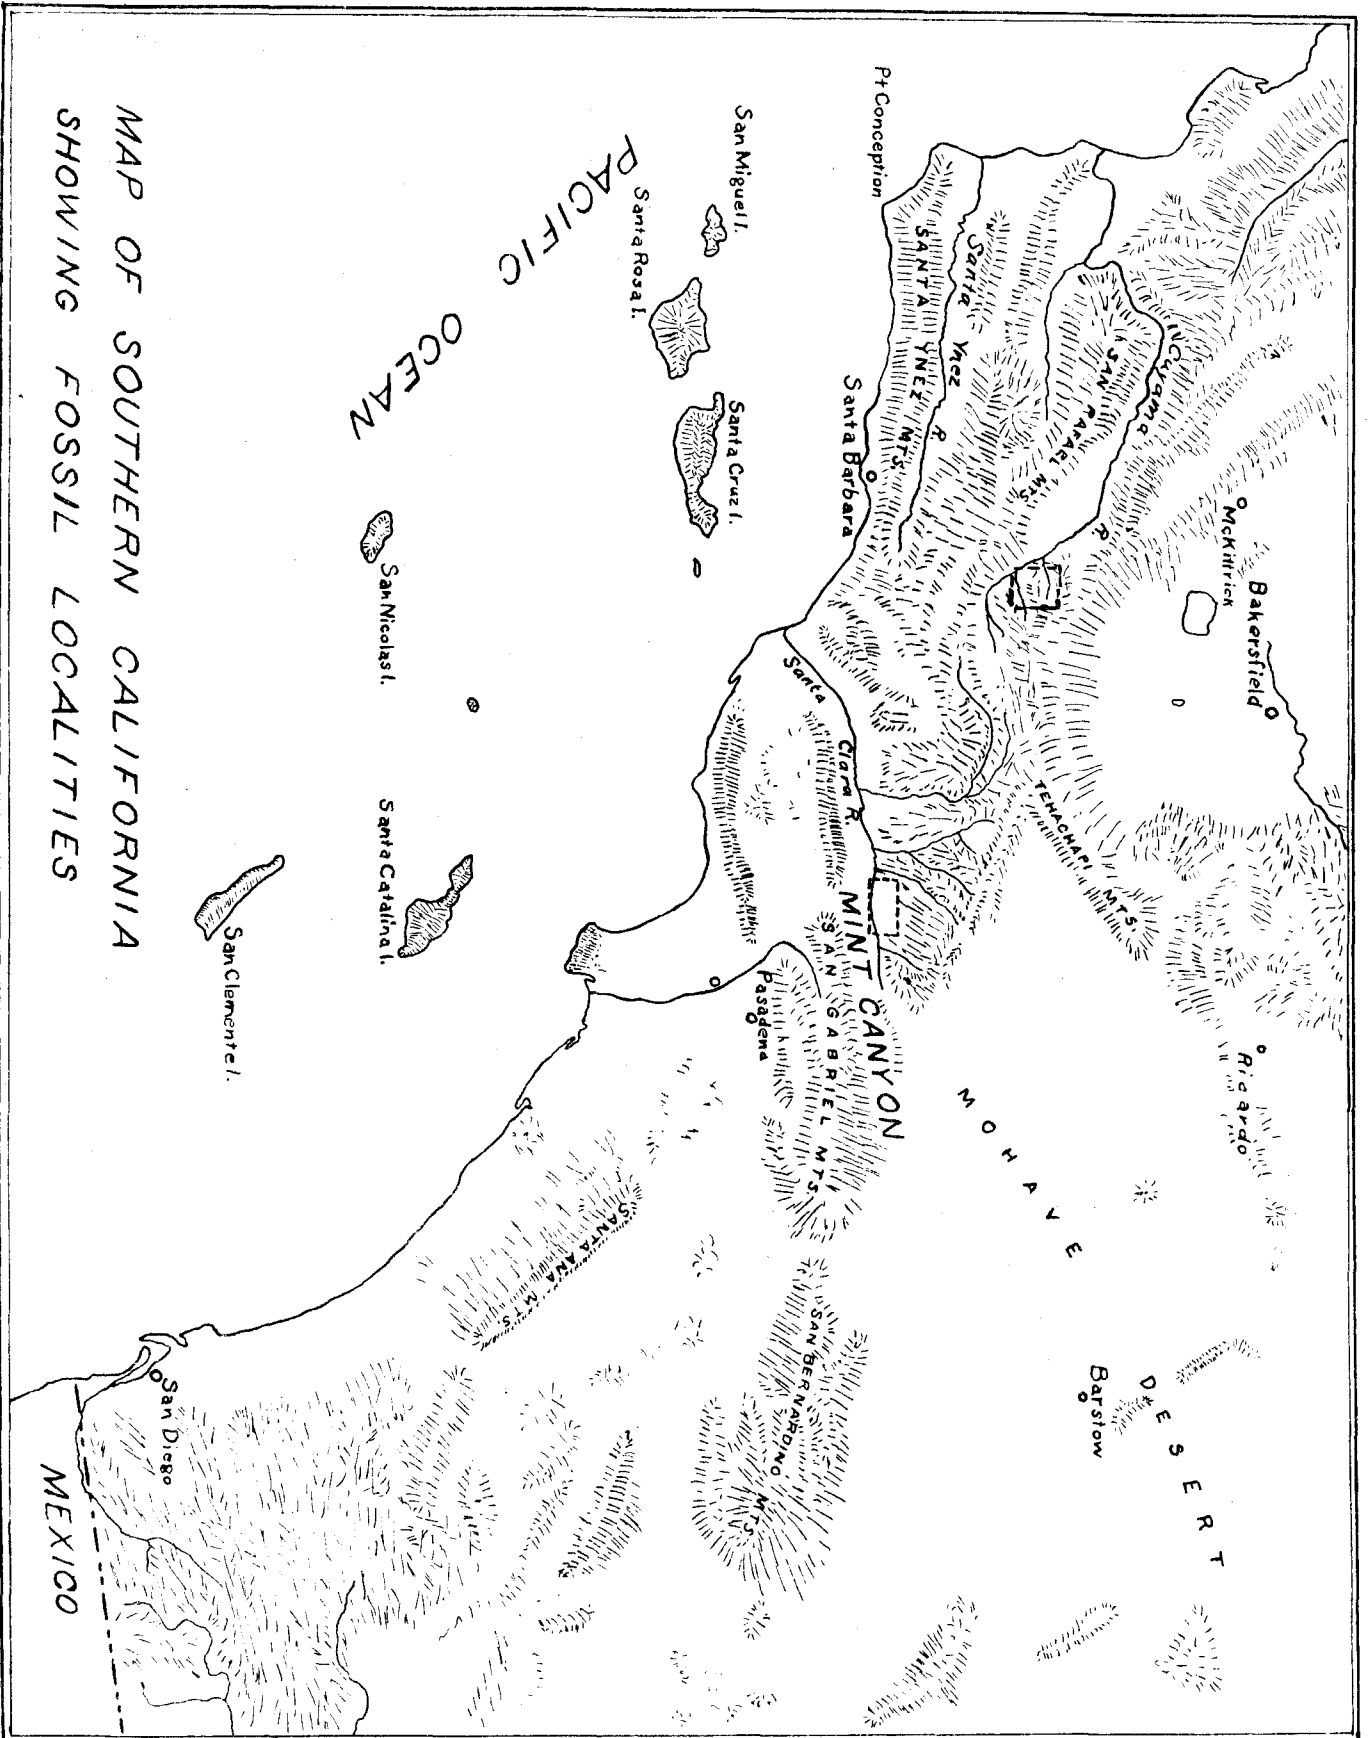 Bakersfield
McKittrick
Ricardo
TEHACHAPI MTS.
Cuyama R.
SAN RAFAEL MTS
Santa Ynez R.
SANTA YNEZ MTS.
Pt Conception
Santa Barbara
Santa Clara R.
MINT CANYON
SAN GABRIEL MTS.
Pasadena
MOHAVE DESERT
Barstow
SAN BERNARDINO MTS.
SANTA ANA MTS
San Miguel I.
Santa Rosa I.
Santa Cruz I.
PACIFIC OCEAN
San Nicolas I.
Santa Catalina I.
San Clemente I.
San Diego
MEXICO
MAP OF SOUTHERN CALIFORNIA
SHOWING FOSSIL LOCALITIES